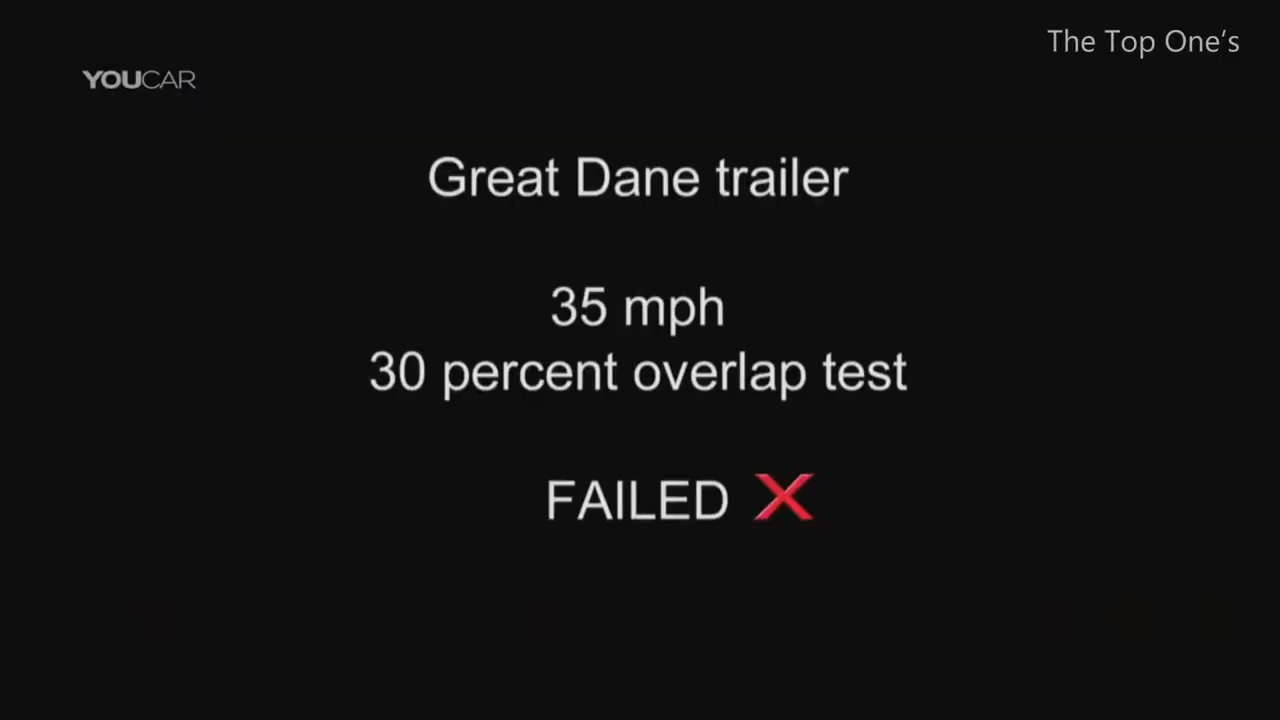 The Top One's
YOUCAR
Great Dane trailer
35 mph
30 percent overlap test
FAILED